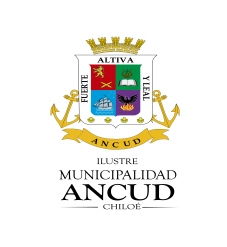 ALTIVA
FUERTE
Y LEAL
ANCUD
ILUSTRE
MUNICIPALIDAD
ANCUD
CHILOÉ